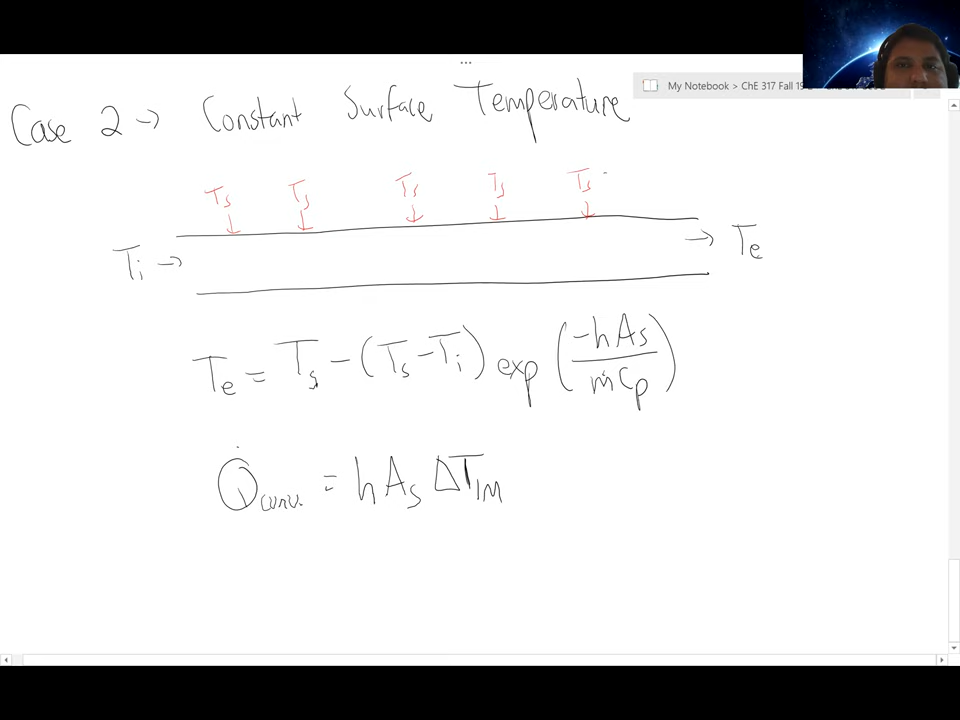 My Notebook > ChE 317 Fall 19
Case 2 → Constant Surface Temperature
Ts Ts Ts Ts Ts
Ti → → Te
Te = Ts - (Ts - Ti) exp (-hAs / ṁCp)
Q̇conv. = hAs ΔTlm